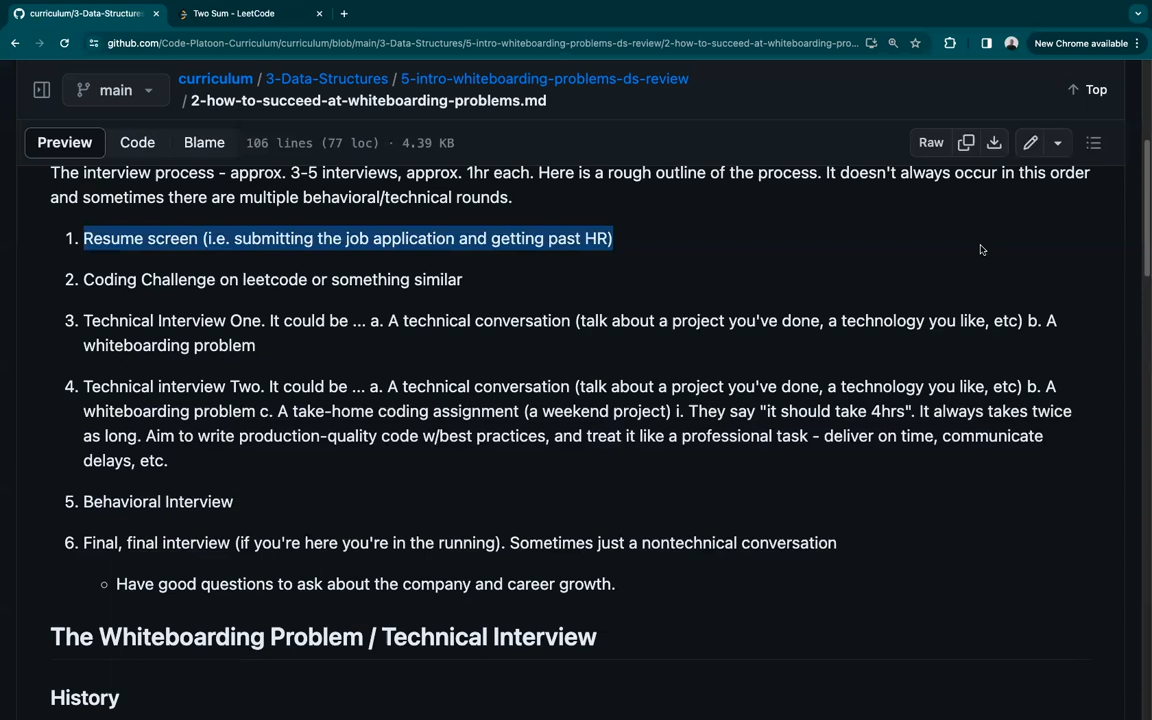 curriculum/3-Data-Structure
Two Sum - LeetCode
github.com/Code-Platoon-Curriculum/curriculum/blob/main/3-Data-Structures/5-intro-whiteboarding-problems-ds-review/2-how-to-succeed-at-whiteboarding-pro...
New Chrome available
main
curriculum / 3-Data-Structures / 5-intro-whiteboarding-problems-ds-review
/ 2-how-to-succeed-at-whiteboarding-problems.md
Top
Preview
Code
Blame
106 lines (77 loc) · 4.39 KB
Raw
The interview process - approx. 3-5 interviews, approx. 1hr each. Here is a rough outline of the process. It doesn't always occur in this order
and sometimes there are multiple behavioral/technical rounds.
1. Resume screen (i.e. submitting the job application and getting past HR)
2. Coding Challenge on leetcode or something similar
3. Technical Interview One. It could be ... a. A technical conversation (talk about a project you've done, a technology you like, etc) b. A
whiteboarding problem
4. Technical interview Two. It could be ... a. A technical conversation (talk about a project you've done, a technology you like, etc) b. A
whiteboarding problem c. A take-home coding assignment (a weekend project) i. They say "it should take 4hrs". It always takes twice
as long. Aim to write production-quality code w/best practices, and treat it like a professional task - deliver on time, communicate
delays, etc.
5. Behavioral Interview
6. Final, final interview (if you're here you're in the running). Sometimes just a nontechnical conversation
Have good questions to ask about the company and career growth.
The Whiteboarding Problem / Technical Interview
History